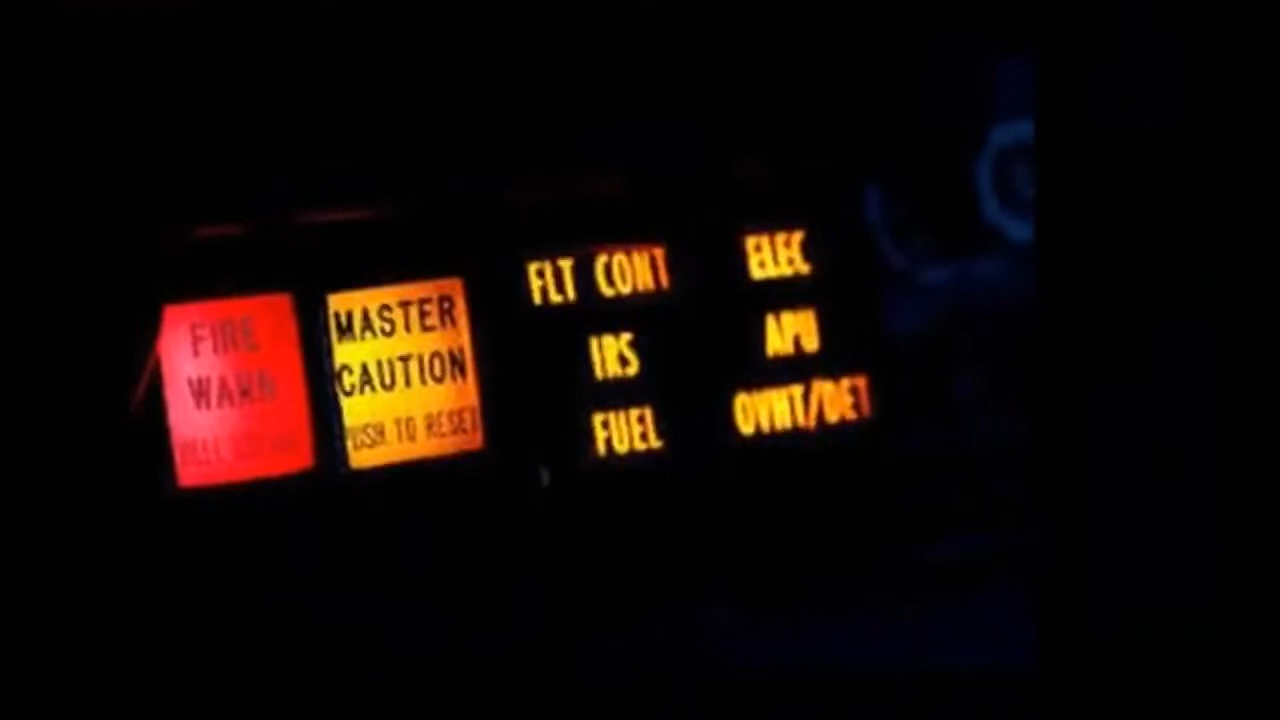 FIRE
WARN
MASTER
CAUTION
PUSH TO RESET
FLT CONT
IRS
FUEL
ELEC
APU
OVHT/DET